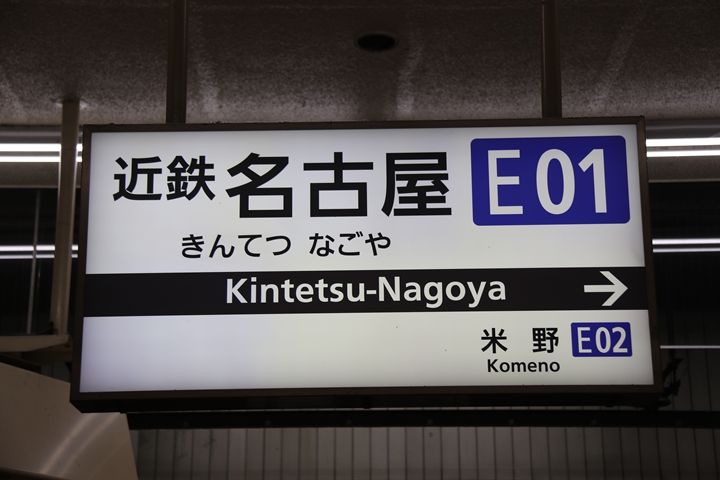 近鉄名古屋 E01
きんてつ なごや
Kintetsu-Nagoya →
米野 E02
Komeno